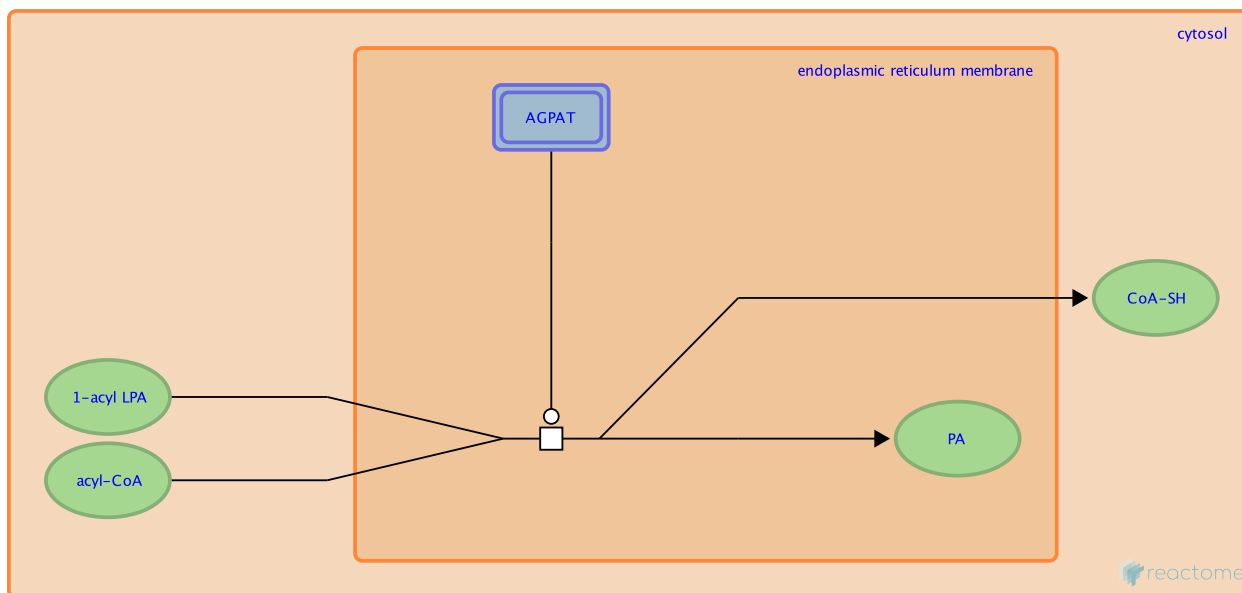 cytosol
endoplasmic reticulum membrane
AGPAT
CoA-SH
1-acyl LPA
PA
acyl-CoA
reactome